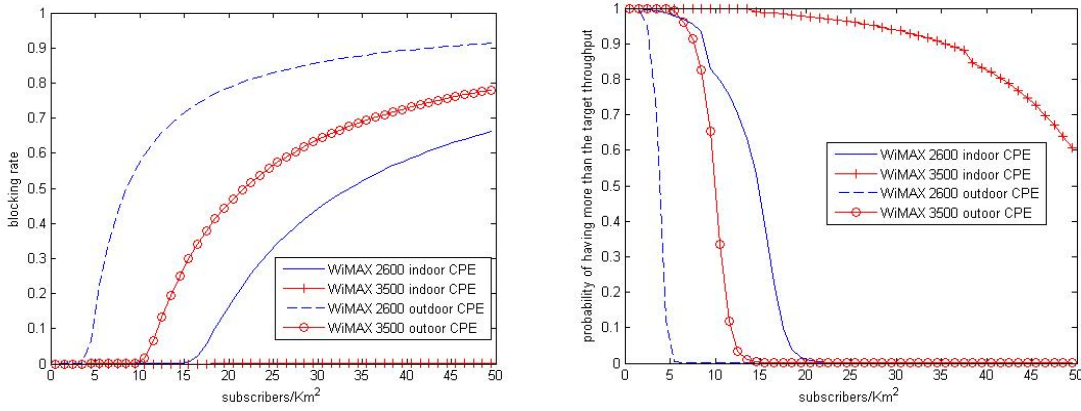 1
0.9
0.8
0.7
0.6
0.5
0.4
0.3
0.2
0.1
0
blocking rate
WiMAX 2600 indoor CPE
WiMAX 3500 indoor CPE
WiMAX 2600 outdoor CPE
WiMAX 3500 outoor CPE
0 5 10 15 20 25 30 35 40 45 50
subscribers/Km²
1
0.9
0.8
0.7
0.6
0.5
0.4
0.3
0.2
0.1
0
probability of having more than the target throughput
WiMAX 2600 indoor CPE
WiMAX 3500 indoor CPE
WiMAX 2600 outdoor CPE
WiMAX 3500 outoor CPE
0 5 10 15 20 25 30 35 40 45 50
subscribers/Km²